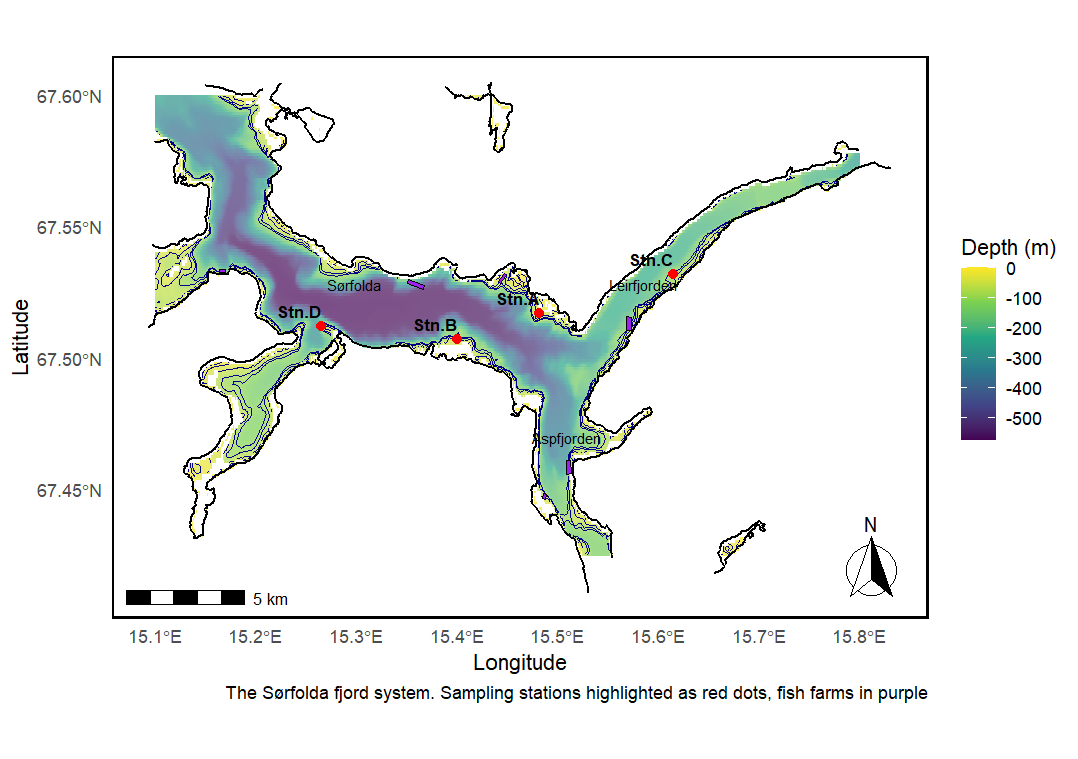 67.60°N
67.55°N
67.50°N
67.45°N
Latitude
Stn.C
Leirfjorden
Sørfolda
Stn.A
Stn.D
Stn.B
Aspfjorden
N
5 km
15.1°E 15.2°E 15.3°E 15.4°E 15.5°E 15.6°E 15.7°E 15.8°E
Longitude
The Sørfolda fjord system. Sampling stations highlighted as red dots, fish farms in purple
Depth (m)
0
-100
-200
-300
-400
-500